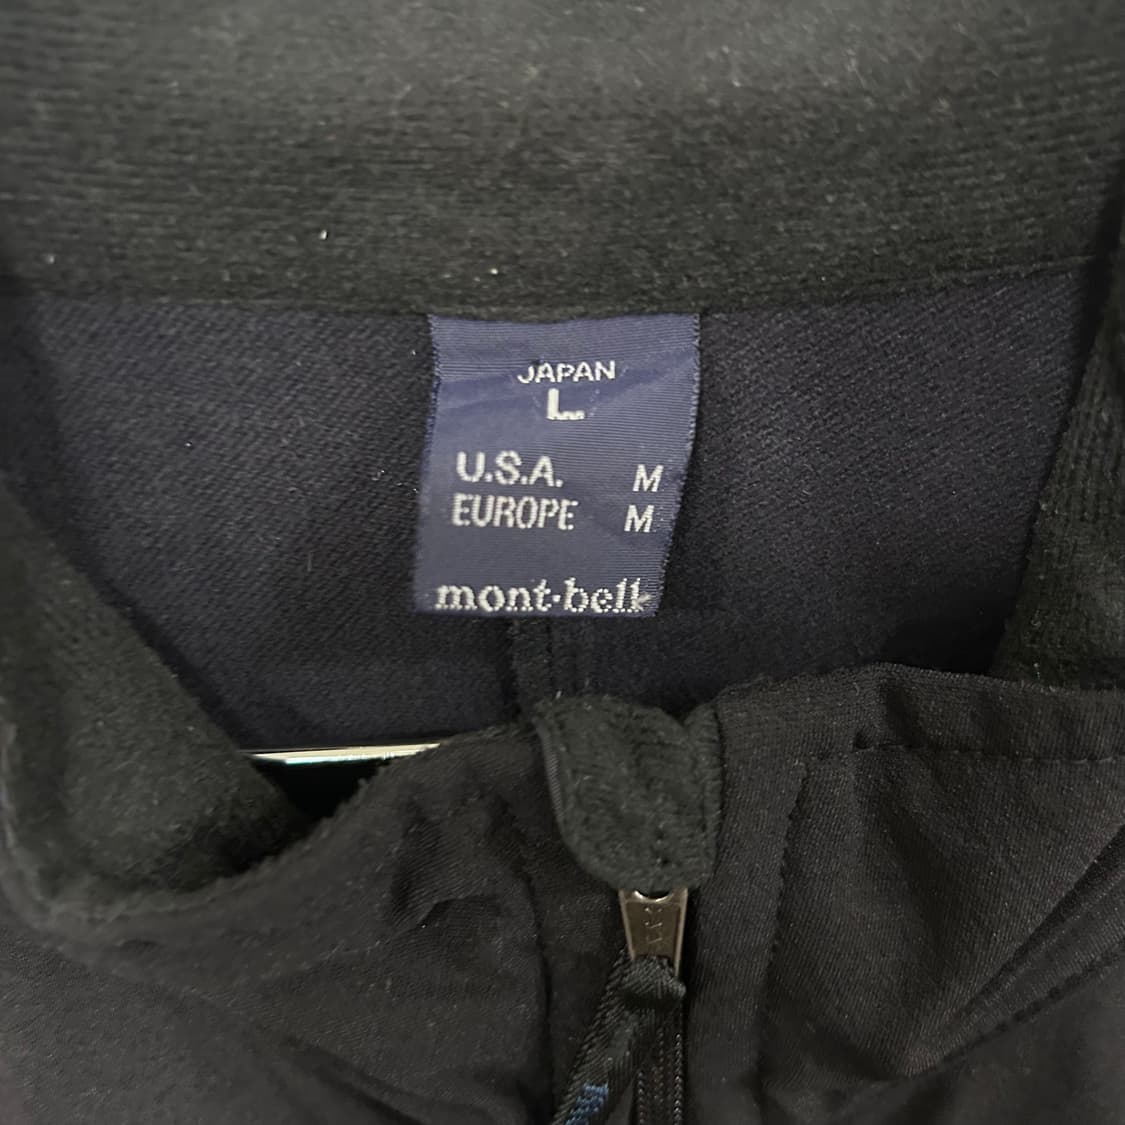 JAPAN
L
U.S.A. M
EUROPE M
mont-bell